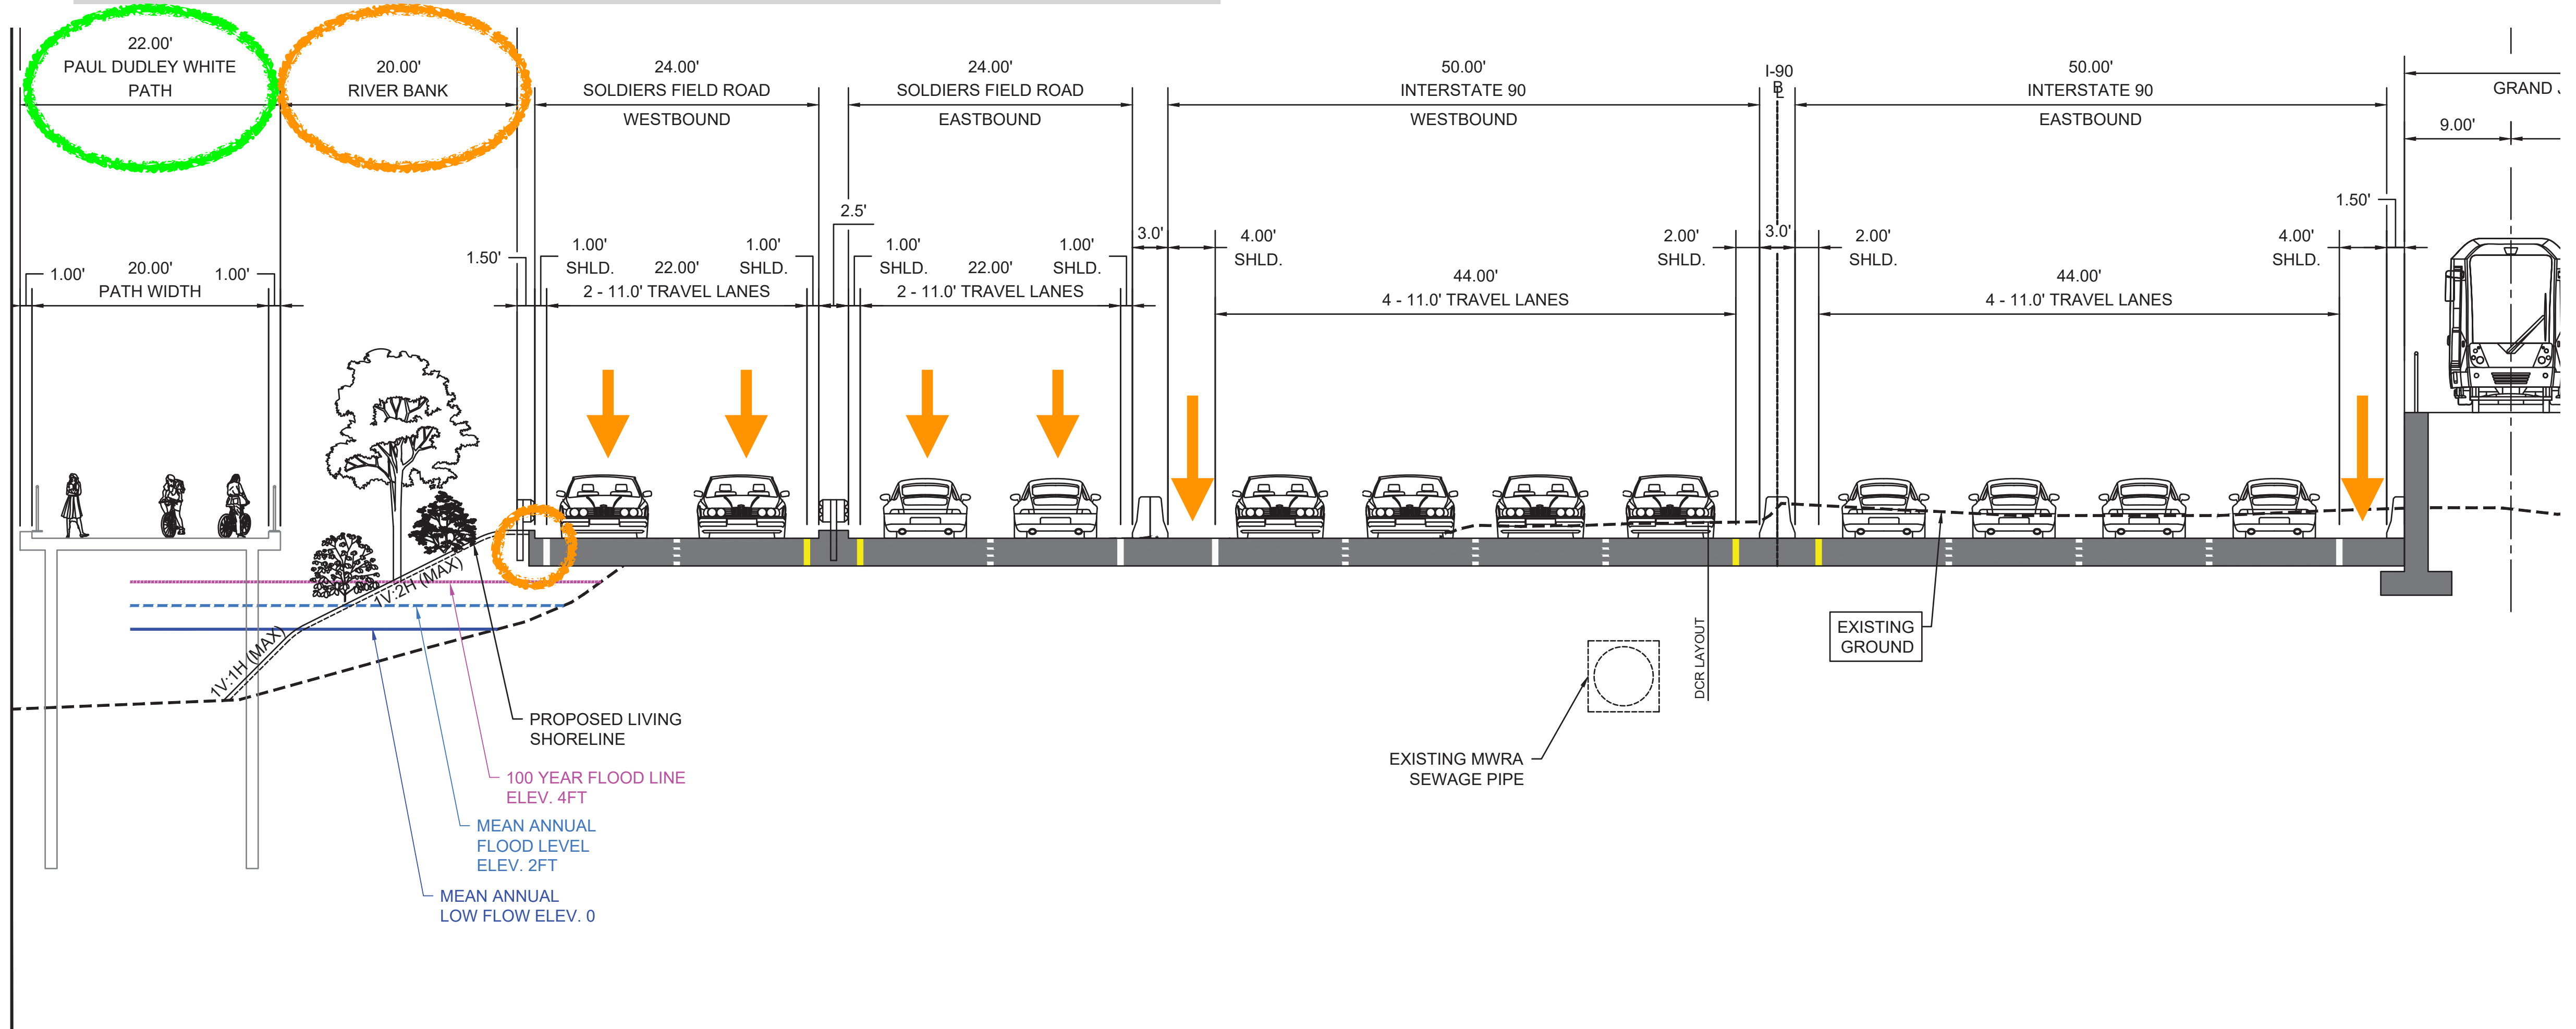 22.00'
PAUL DUDLEY WHITE
PATH
20.00'
RIVER BANK
24.00'
SOLDIERS FIELD ROAD
WESTBOUND
24.00'
SOLDIERS FIELD ROAD
EASTBOUND
50.00'
INTERSTATE 90
WESTBOUND
I-90
BL
50.00'
INTERSTATE 90
EASTBOUND
GRAND J
9.00'
1.00'
20.00'
PATH WIDTH
1.00'
1.50'
1.00'
SHLD.
22.00'
2 - 11.0' TRAVEL LANES
1.00'
SHLD.
2.5'
1.00'
SHLD.
22.00'
2 - 11.0' TRAVEL LANES
1.00'
SHLD.
3.0'
4.00'
SHLD.
44.00'
4 - 11.0' TRAVEL LANES
2.00'
SHLD.
3.0'
2.00'
SHLD.
44.00'
4 - 11.0' TRAVEL LANES
4.00'
SHLD.
1.50'
1V:2H (MAX)
1V:1H (MAX)
PROPOSED LIVING
SHORELINE
100 YEAR FLOOD LINE
ELEV. 4FT
MEAN ANNUAL
FLOOD LEVEL
ELEV. 2FT
MEAN ANNUAL
LOW FLOW ELEV. 0
EXISTING MWRA
SEWAGE PIPE
DCR LAYOUT
EXISTING
GROUND